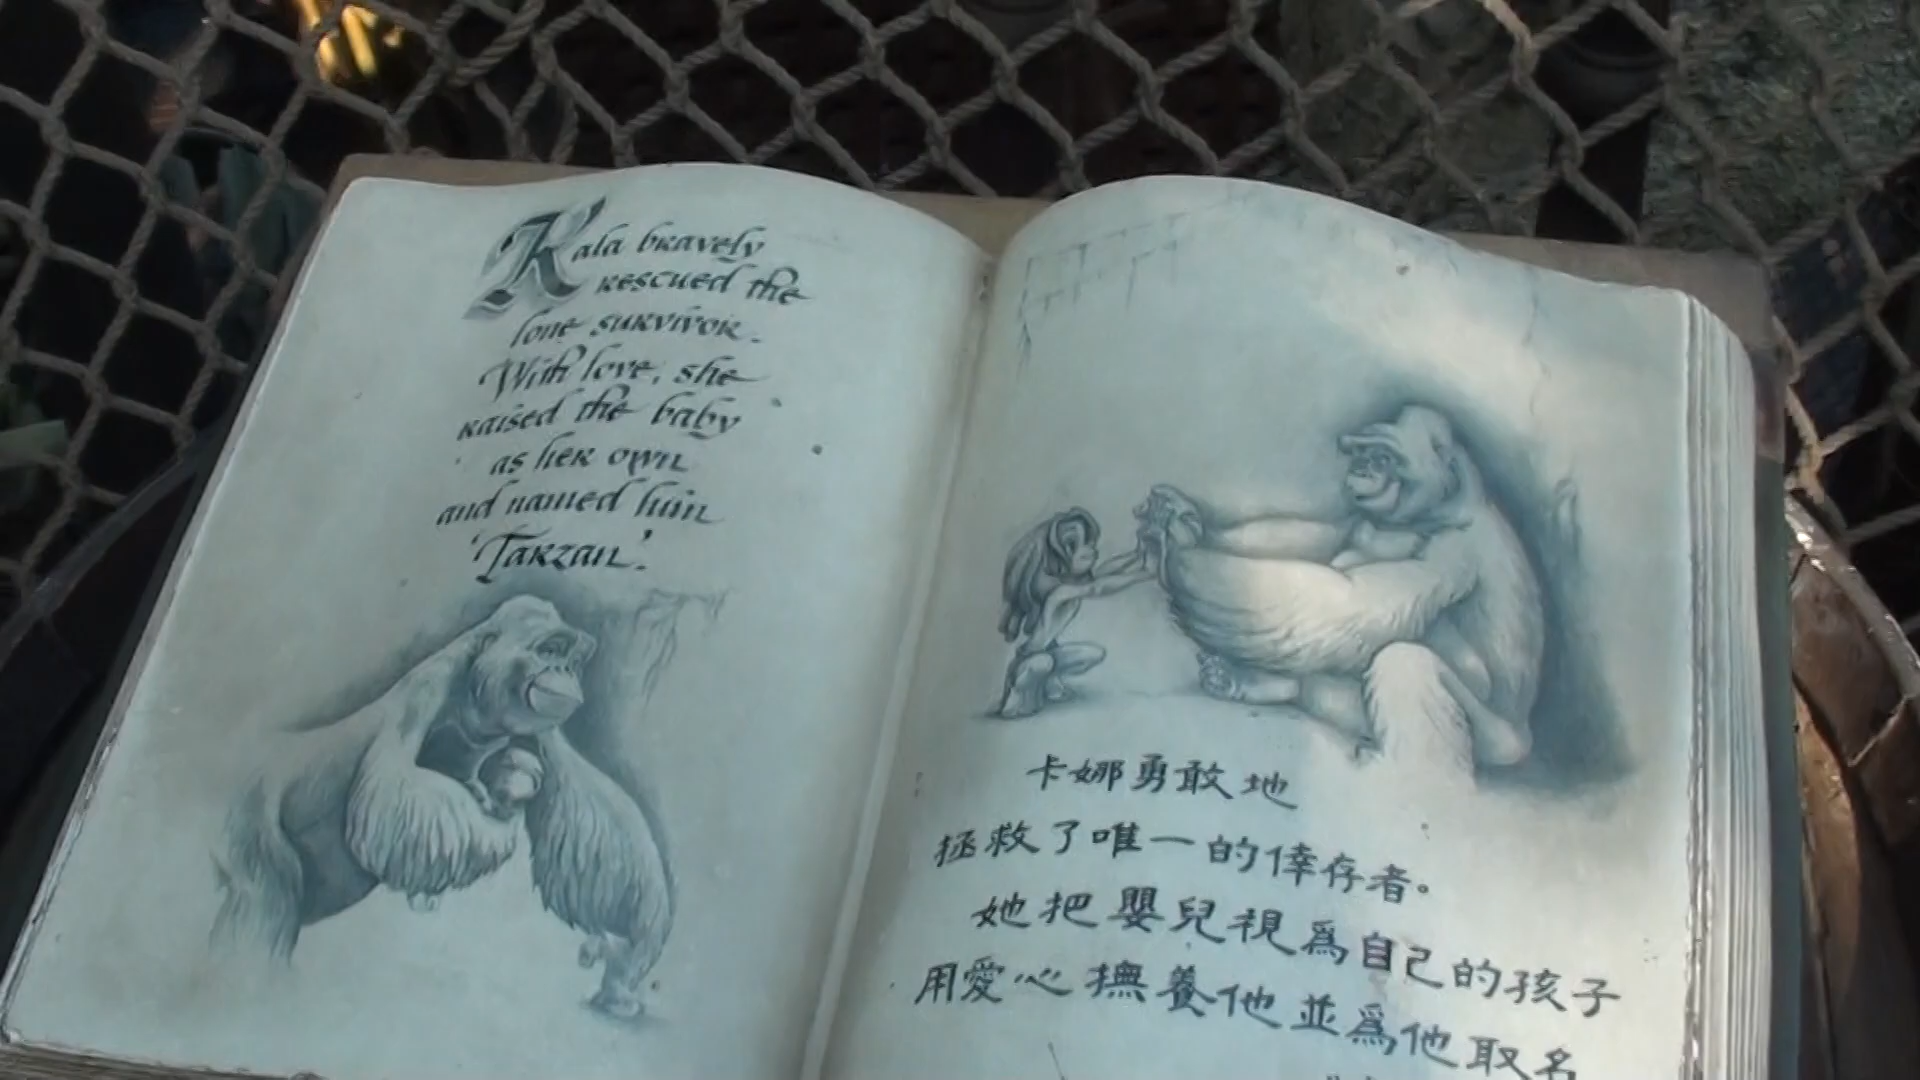 Kala bravely
rescued the
lone survivor.
With love, she
raised the baby
as her own
and named him
'Tarzan'.
卡娜勇敢地
拯救了唯一的倖存者。
她把嬰兒視爲自己的孩子
用愛心撫養他並爲他取名